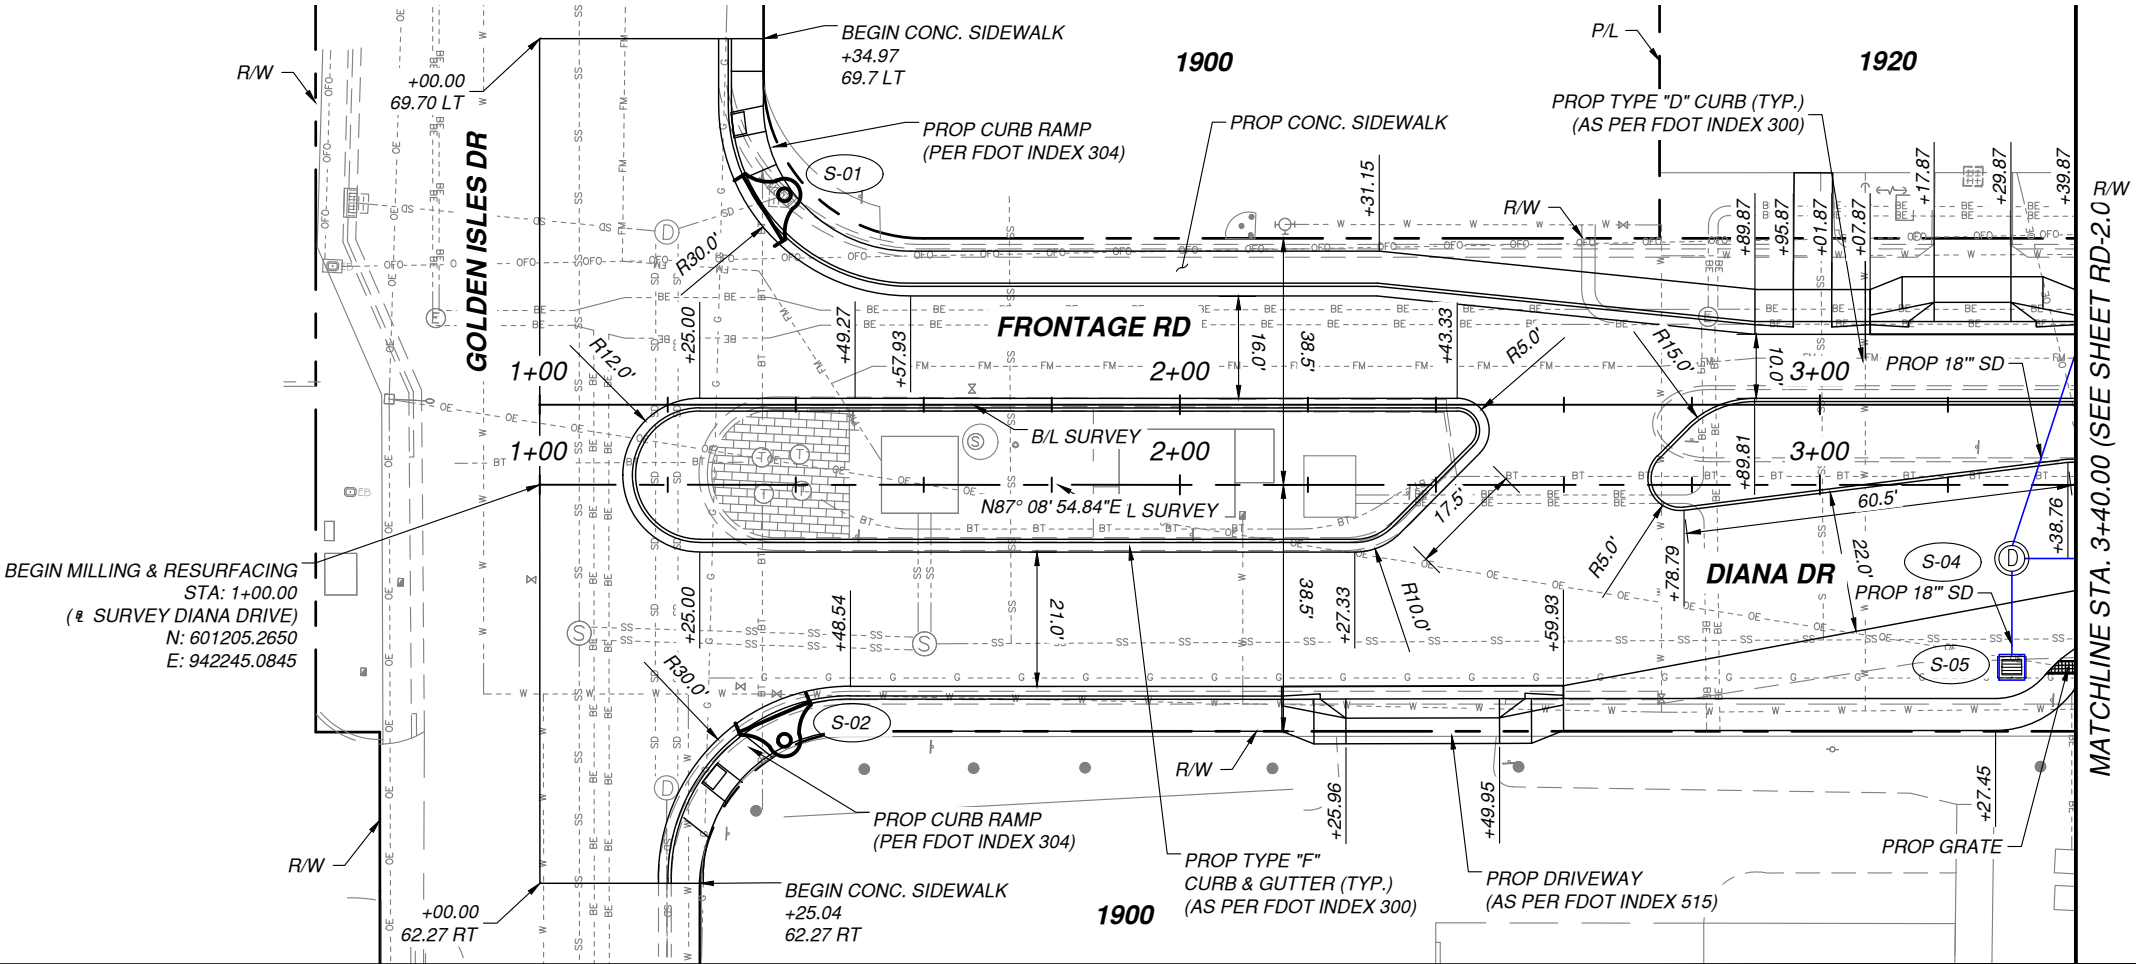 BEGIN CONC. SIDEWALK
+34.97
69.7 LT
R/W
+00.00
69.70 LT
1900
P/L
1920
PROP TYPE "D" CURB (TYP.)
(AS PER FDOT INDEX 300)
PROP CURB RAMP
(PER FDOT INDEX 304)
PROP CONC. SIDEWALK
S-01
GOLDEN ISLES DR
R30.0'
+31.15
R/W
+89.87
+95.87
+01.87
+07.87
+17.87
+29.87
+39.87
R/W
+25.00
+49.27
+57.93
FRONTAGE RD
16.0'
38.5'
+43.33
R5.0'
R15.0'
10.0'
R12.0'
1+00
2+00
3+00
PROP 18'" SD
B/L SURVEY
1+00
2+00
3+00
+89.81
N87° 08' 54.84"E
L SURVEY
17.5'
60.5'
+38.76
BEGIN MILLING & RESURFACING
STA: 1+00.00
( SURVEY DIANA DRIVE)
N: 601205.2650
E: 942245.0845
+25.00
+48.54
21.0'
38.5'
+27.33
R10.0'
+59.93
R5.0'
+78.79
DIANA DR
22.0'
S-04
D
PROP 18'" SD
S-05
R30.0'
S-02
R/W
+25.96
+49.95
+27.45
MATCHLINE STA. 3+40.00 (SEE SHEET RD-2.0
PROP CURB RAMP
(PER FDOT INDEX 304)
R/W
PROP GRATE
PROP TYPE "F"
CURB & GUTTER (TYP.)
(AS PER FDOT INDEX 300)
PROP DRIVEWAY
(AS PER FDOT INDEX 515)
BEGIN CONC. SIDEWALK
+25.04
62.27 RT
+00.00
62.27 RT
1900